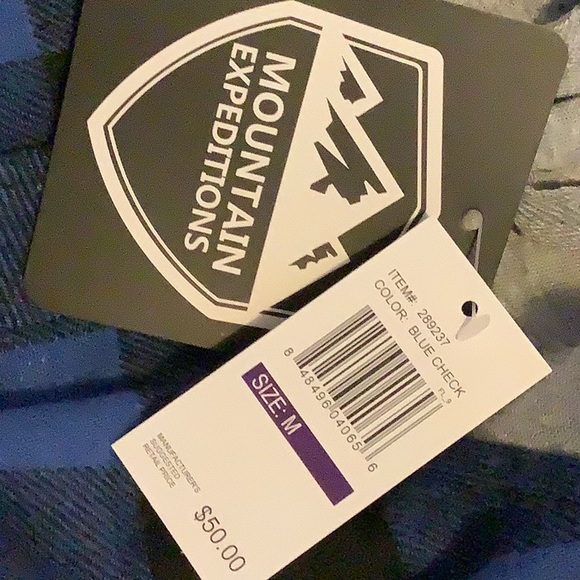 MOUNTAIN
EXPEDITIONS
ITEM#: 289237
COLOR: BLUE CHECK
8 48496 04065 6
SIZE: M
MANUFACTURER'S
SUGGESTED
RETAIL PRICE
$50.00